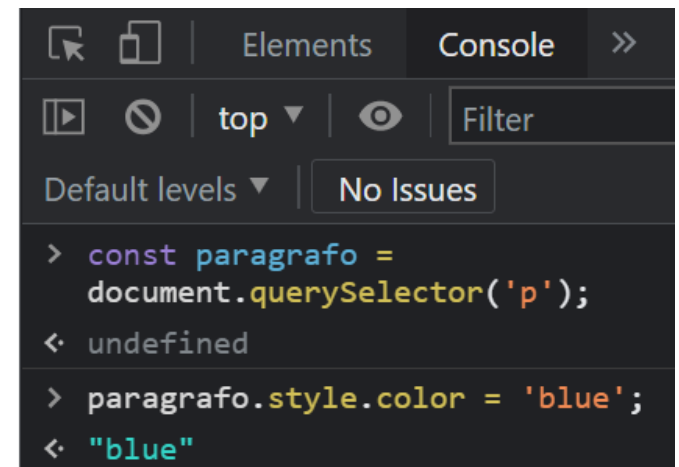 Elements Console »
top ▼ Filter
Default levels ▼ No Issues
> const paragrafo =
document.querySelector('p');
undefined
> paragrafo.style.color = 'blue';
"blue"